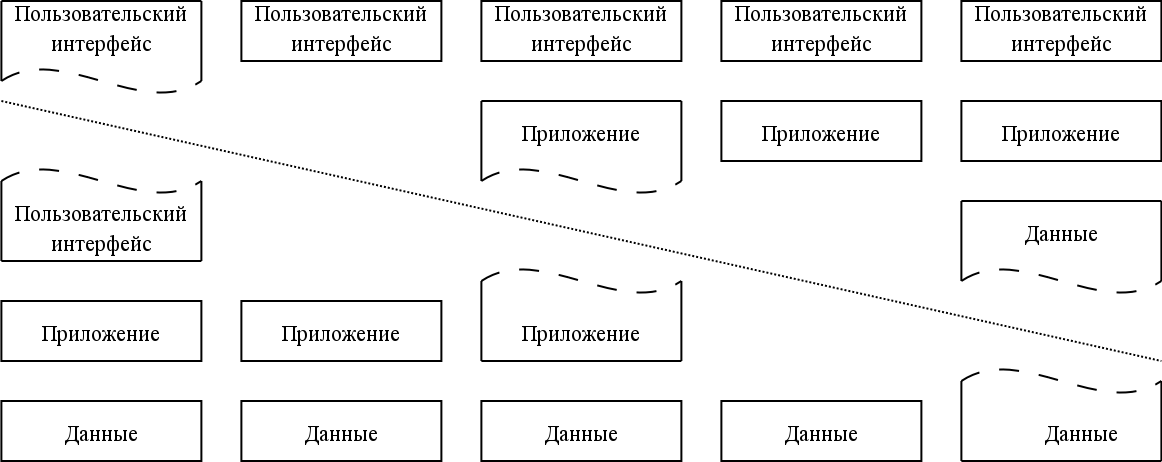 Пользовательский
интерфейс
Пользовательский
интерфейс
Пользовательский
интерфейс
Пользовательский
интерфейс
Пользовательский
интерфейс
Приложение
Приложение
Приложение
Пользовательский
интерфейс
Данные
Приложение
Приложение
Приложение
Данные
Данные
Данные
Данные
Данные